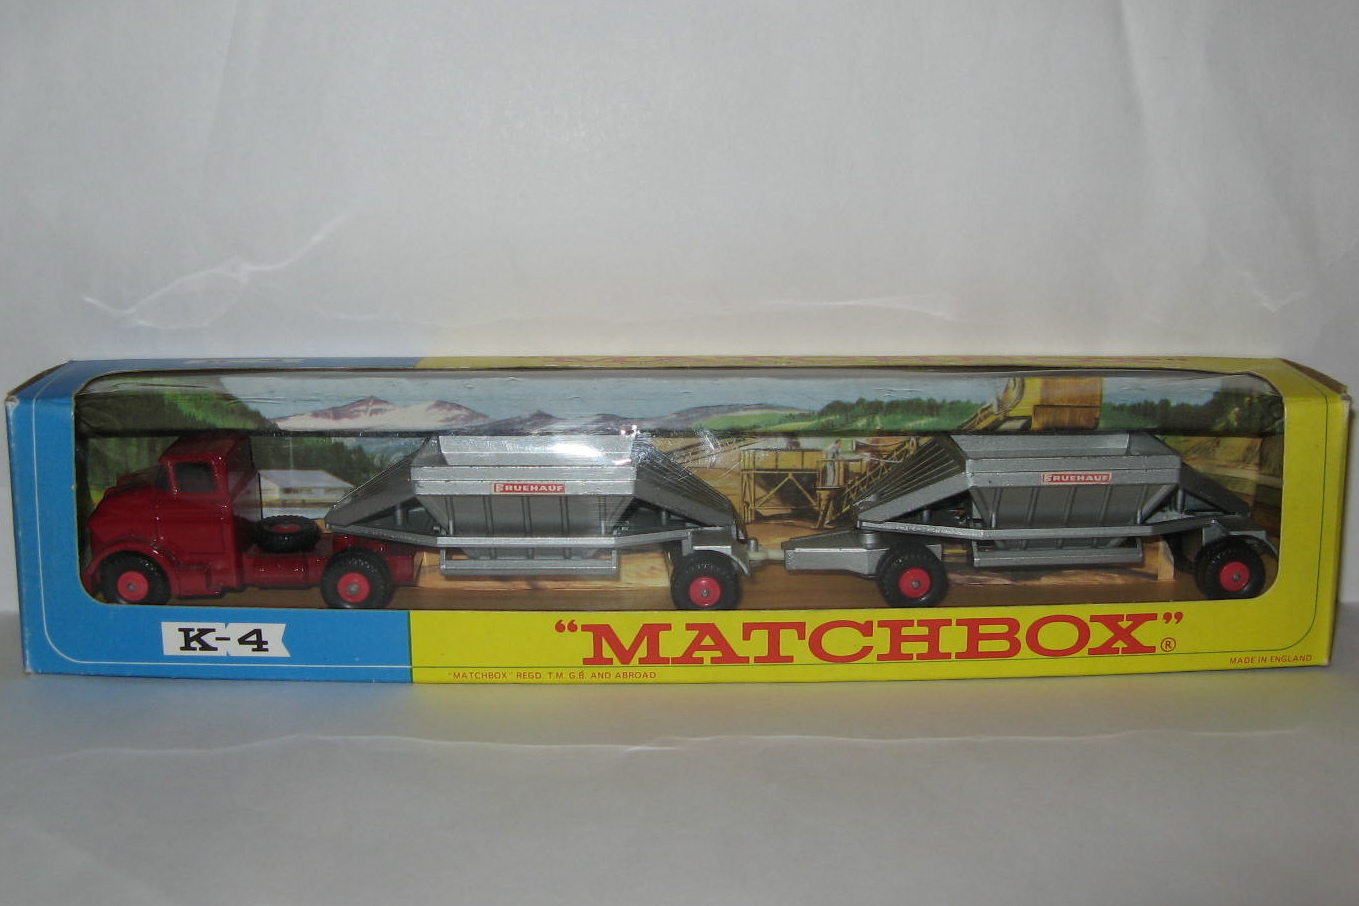 FRUEHAUF
FRUEHAUF
K-4
"MATCHBOX"®
"MATCHBOX" REGD. T.M. G.B. AND ABROAD
MADE IN ENGLAND